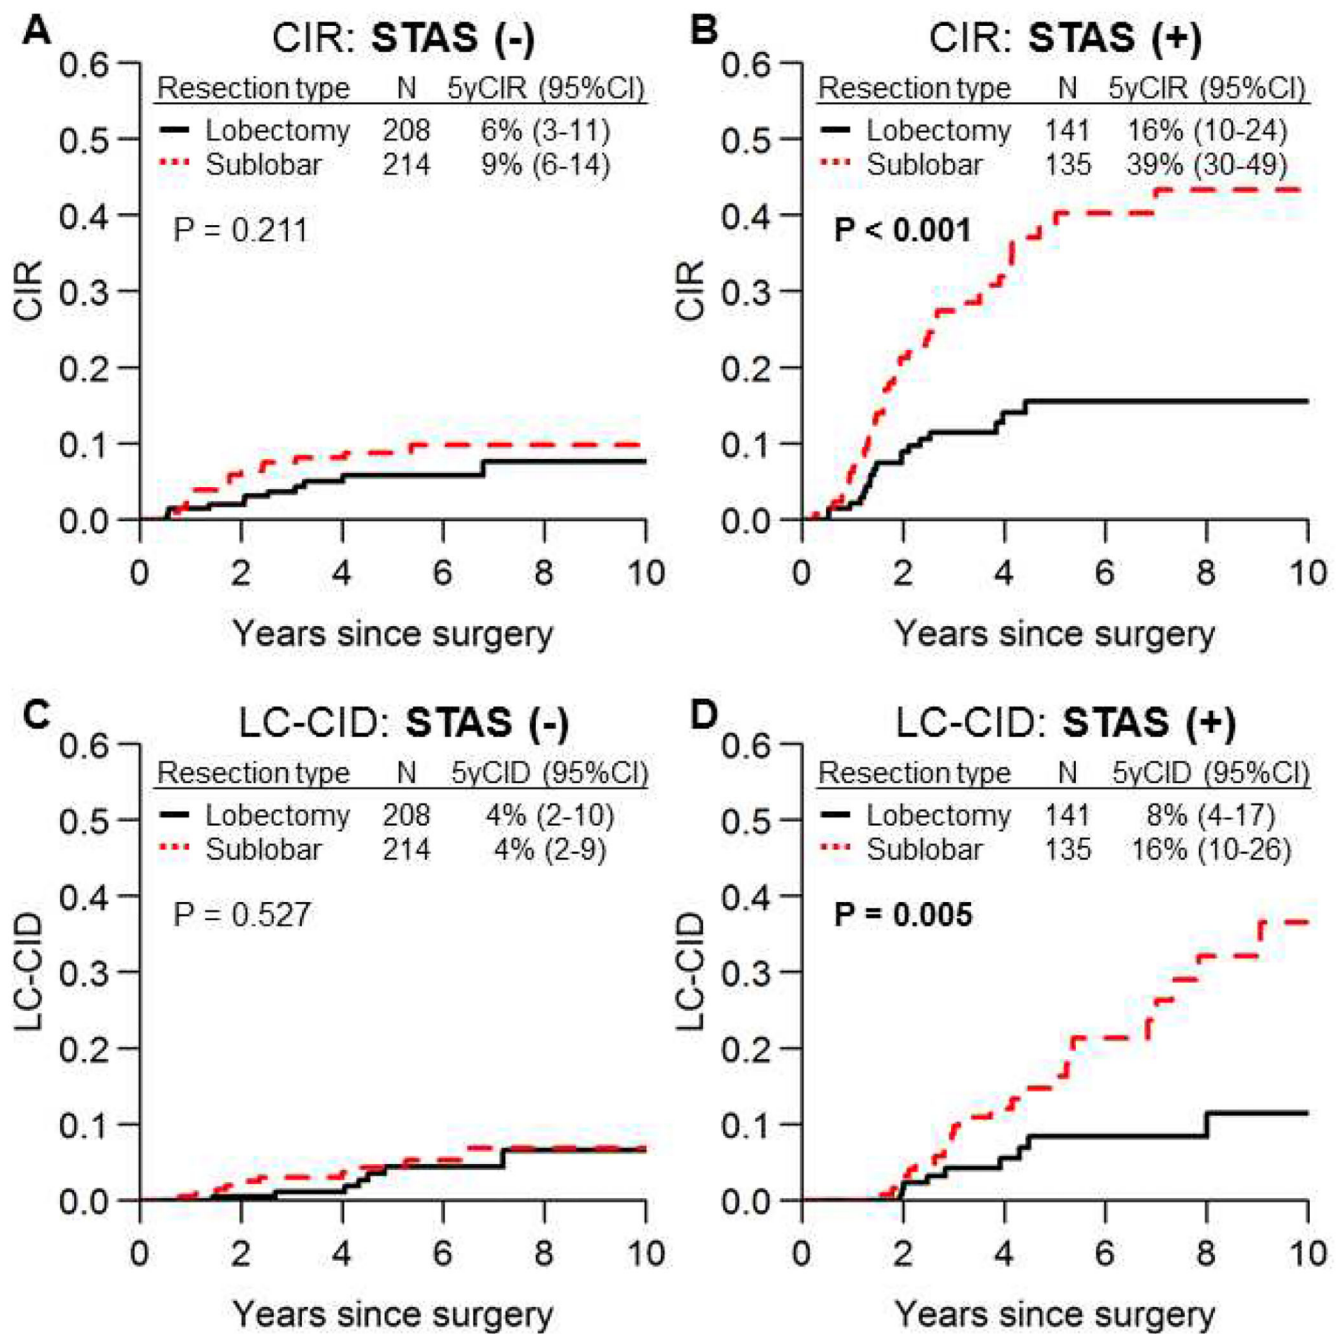 A
CIR: STAS (-)
Resection type N 5yCIR (95%CI)
Lobectomy 208 6% (3-11)
Sublobar 214 9% (6-14)
P = 0.211
CIR
0.6
0.5
0.4
0.3
0.2
0.1
0.0
0 2 4 6 8 10
Years since surgery
B
CIR: STAS (+)
Resection type N 5yCIR (95%CI)
Lobectomy 141 16% (10-24)
Sublobar 135 39% (30-49)
P < 0.001
CIR
0.6
0.5
0.4
0.3
0.2
0.1
0.0
0 2 4 6 8 10
Years since surgery
C
LC-CID: STAS (-)
Resection type N 5yCID (95%CI)
Lobectomy 208 4% (2-10)
Sublobar 214 4% (2-9)
P = 0.527
LC-CID
0.6
0.5
0.4
0.3
0.2
0.1
0.0
0 2 4 6 8 10
Years since surgery
D
LC-CID: STAS (+)
Resection type N 5yCID (95%CI)
Lobectomy 141 8% (4-17)
Sublobar 135 16% (10-26)
P = 0.005
LC-CID
0.6
0.5
0.4
0.3
0.2
0.1
0.0
0 2 4 6 8 10
Years since surgery